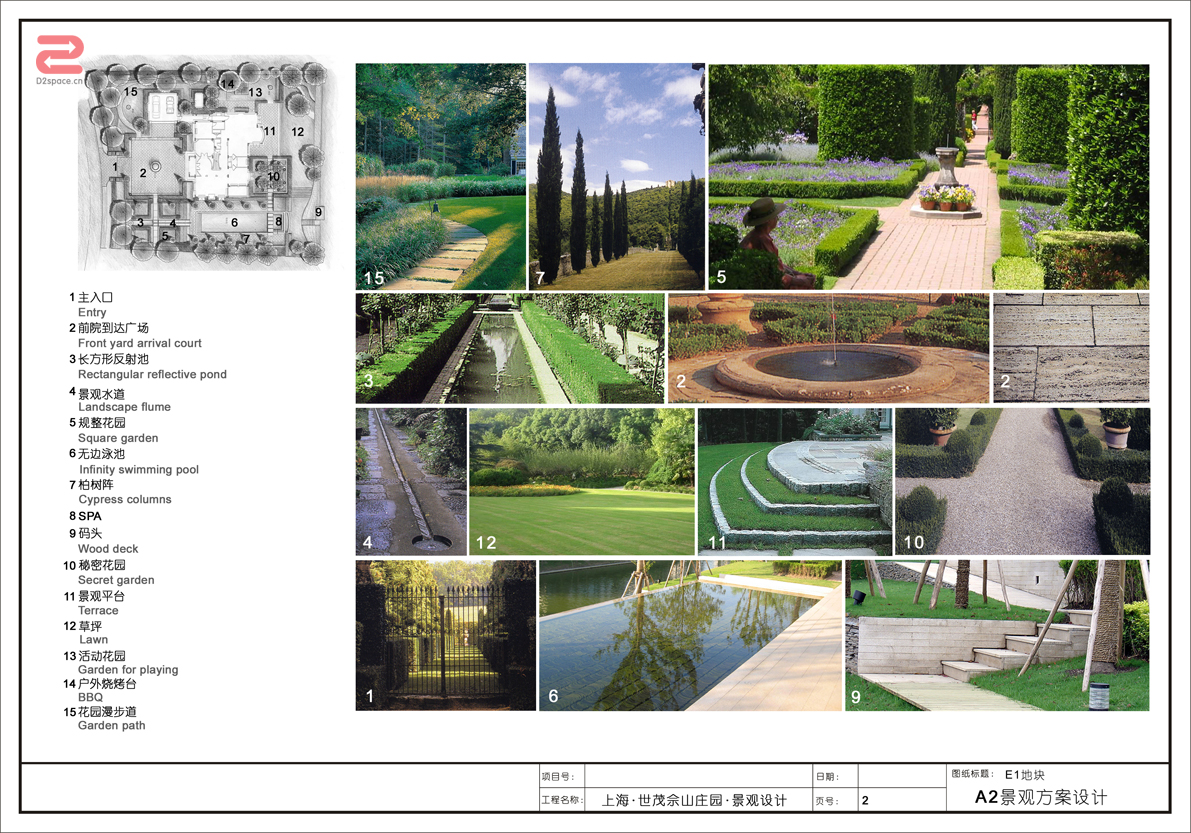 D2space.cn
15
14
13
11
12
1
2
10
3
4
5
6
7
8
9
1 主入口
Entry
2 前院到达广场
Front yard arrival court
3 长方形反射池
Rectangular reflective pond
4 景观水道
Landscape flume
5 规整花园
Square garden
6 无边泳池
Infinity swimming pool
7 柏树阵
Cypress columns
8 SPA
9 码头
Wood deck
10 秘密花园
Secret garden
11 景观平台
Terrace
12 草坪
Lawn
13 活动花园
Garden for playing
14 户外烧烤台
BBQ
15 花园漫步道
Garden path
15
7
5
3
2
2
4
12
11
10
1
6
9
项目号:
日期:
图纸标题: E1地块
工程名称: 上海·世茂佘山庄园·景观设计
页号: 2
A2景观方案设计